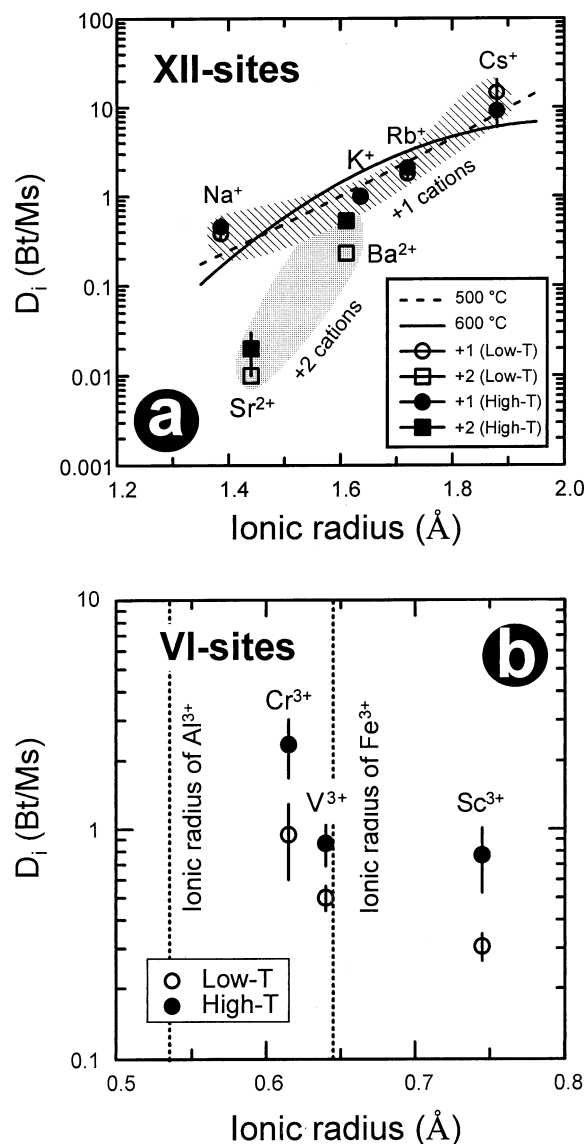 100
10
1
0.1
0.01
0.001
Dᵢ (Bt/Ms)
XII-sites
Cs⁺
Rb⁺
K⁺
Na⁺
+1 cations
Ba²⁺
+2 cations
Sr²⁺
a
500 °C
600 °C
+1 (Low-T)
+2 (Low-T)
+1 (High-T)
+2 (High-T)
1.2 1.4 1.6 1.8 2.0
Ionic radius (Å)
10
1
0.1
Dᵢ (Bt/Ms)
VI-sites
b
Cr³⁺
V³⁺
Sc³⁺
Ionic radius of Al³⁺
Ionic radius of Fe³⁺
Low-T
High-T
0.5 0.6 0.7 0.8
Ionic radius (Å)